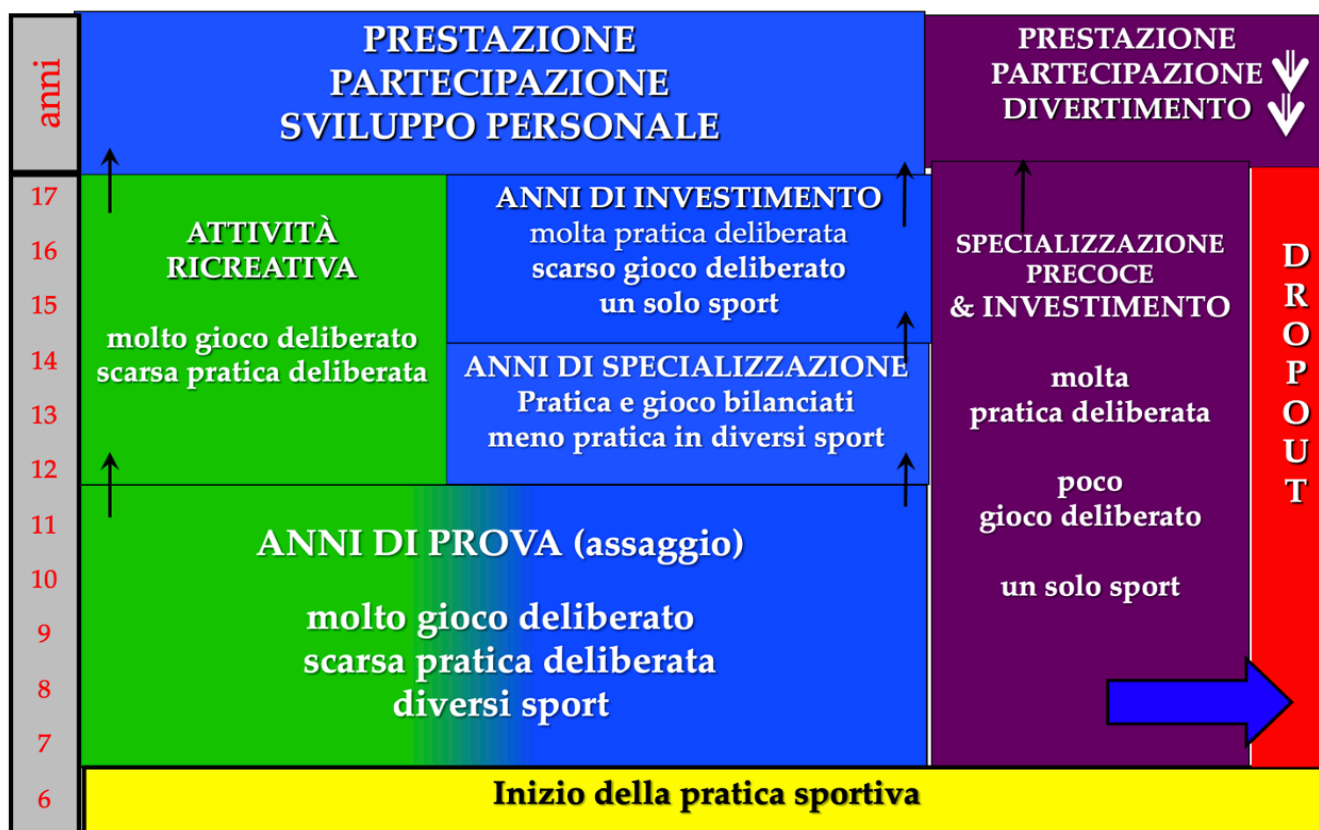 anni
PRESTAZIONE
PARTECIPAZIONE
SVILUPPO PERSONALE
PRESTAZIONE
PARTECIPAZIONE
DIVERTIMENTO
17
16
15
14
13
12
11
10
9
8
7
6
ATTIVITÀ
RICREATIVA
molto gioco deliberato
scarsa pratica deliberata
ANNI DI INVESTIMENTO
molta pratica deliberata
scarso gioco deliberato
un solo sport
ANNI DI SPECIALIZZAZIONE
Pratica e gioco bilanciati
meno pratica in diversi sport
ANNI DI PROVA (assaggio)
molto gioco deliberato
scarsa pratica deliberata
diversi sport
SPECIALIZZAZIONE
PRECOCE
& INVESTIMENTO
molta
pratica deliberata
poco
gioco deliberato
un solo sport
DROPOUT
Inizio della pratica sportiva